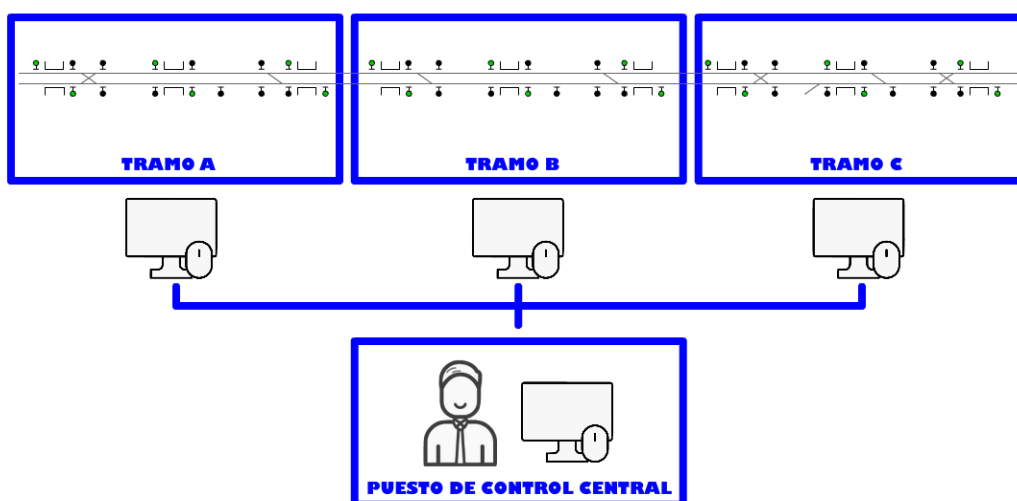 TRAMO A
TRAMO B
TRAMO C
PUESTO DE CONTROL CENTRAL